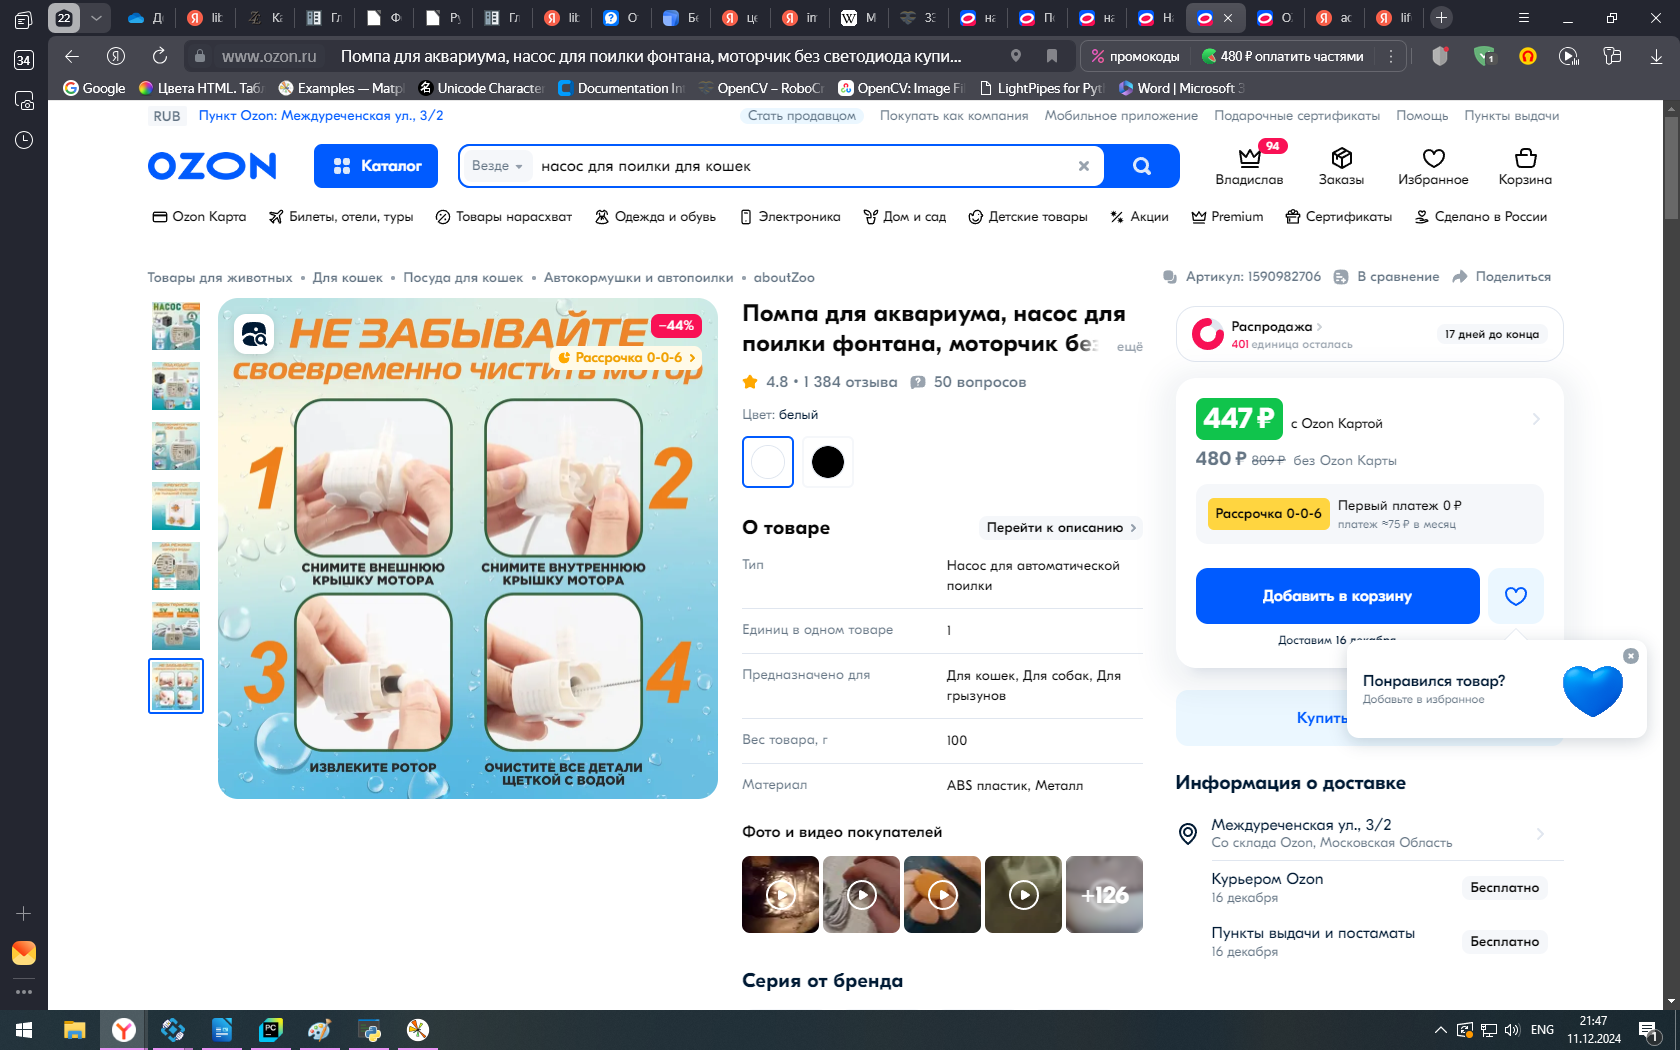 22
www.ozon.ru
Помпа для аквариума, насос для поилки фонтана, моторчик без светодиода купи...
промокоды
480 ₽ оплатить частями
34
Google
Цвета HTML. Таб
Examples — Matp
Unicode Characte
Documentation In
OpenCV – RoboC
OpenCV: Image Fi
LightPipes for Pyt
Word | Microsoft 3
RUB
Пункт Ozon: Междуреченская ул., 3/2
Стать продавцом
Покупать как компания
Мобильное приложение
Подарочные сертификаты
Помощь
Пункты выдачи
OZON
Каталог
Везде
насос для поилки для кошек
94
Владислав
Заказы
Избранное
Корзина
Ozon Карта
Билеты, отели, туры
Товары нарасхват
Одежда и обувь
Электроника
Дом и сад
Детские товары
Акции
Premium
Сертификаты
Сделано в России
Товары для животных • Для кошек • Посуда для кошек • Автокормушки и автопоилки • aboutZoo
Артикул: 1590982706
В сравнение
Поделиться
НЕ ЗАБЫВАЙТЕ
своевременно чистить мотор
−44%
Рассрочка 0-0-6
1
2
СНИМИТЕ ВНЕШНЮЮ
КРЫШКУ МОТОРА
СНИМИТЕ ВНУТРЕННЮЮ
КРЫШКУ МОТОРА
3
4
ИЗВЛЕКИТЕ РОТОР
ОЧИСТИТЕ ВСЕ ДЕТАЛИ
ЩЕТКОЙ С ВОДОЙ
Помпа для аквариума, насос для
поилки фонтана, моторчик без
ещё
4.8 • 1 384 отзыва
50 вопросов
Цвет: белый
О товаре
Перейти к описанию
Тип
Насос для автоматической
поилки
Единиц в одном товаре
1
Предназначено для
Для кошек, Для собак, Для
грызунов
Вес товара, г
100
Материал
ABS пластик, Металл
Фото и видео покупателей
+126
Серия от бренда
Распродажа
401 единица осталась
17 дней до конца
447 ₽
с Ozon Картой
480 ₽ 809 ₽ без Ozon Карты
Рассрочка 0-0-6
Первый платеж 0 ₽
платеж ≈75 ₽ в месяц
Добавить в корзину
Доставим 16 декабря
Понравился товар?
Добавьте в избранное
Купить
Информация о доставке
Междуреченская ул., 3/2
Со склада Ozon, Московская Область
Курьером Ozon
16 декабря
Бесплатно
Пункты выдачи и постаматы
16 декабря
Бесплатно
ENG
21:47
11.12.2024
1